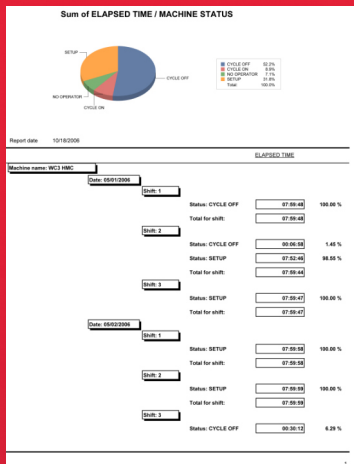 Sum of ELAPSED TIME / MACHINE STATUS
SETUP
CYCLE OFF
NO OPERATOR
CYCLE ON
CYCLE OFF 52.2%
CYCLE ON 9.0%
NO OPERATOR 7.1%
SETUP 31.8%
Total: 100.0%
Report date 10/18/2006
ELAPSED TIME
Machine name: WC3 HMC
Date: 05/01/2006
Shift: 1
Status: CYCLE OFF 07:59:48 100.00 %
Total for shift: 07:59:48
Shift: 2
Status: CYCLE OFF 00:06:58 1.45 %
Status: SETUP 07:52:46 98.55 %
Total for shift: 07:59:44
Shift: 3
Status: SETUP 07:59:47 100.00 %
Total for shift: 07:59:47
Date: 05/02/2006
Shift: 1
Status: SETUP 07:59:58 100.00 %
Total for shift: 07:59:58
Shift: 2
Status: SETUP 07:59:59 100.00 %
Total for shift: 07:59:59
Shift: 3
Status: CYCLE OFF 00:30:12 6.29 %